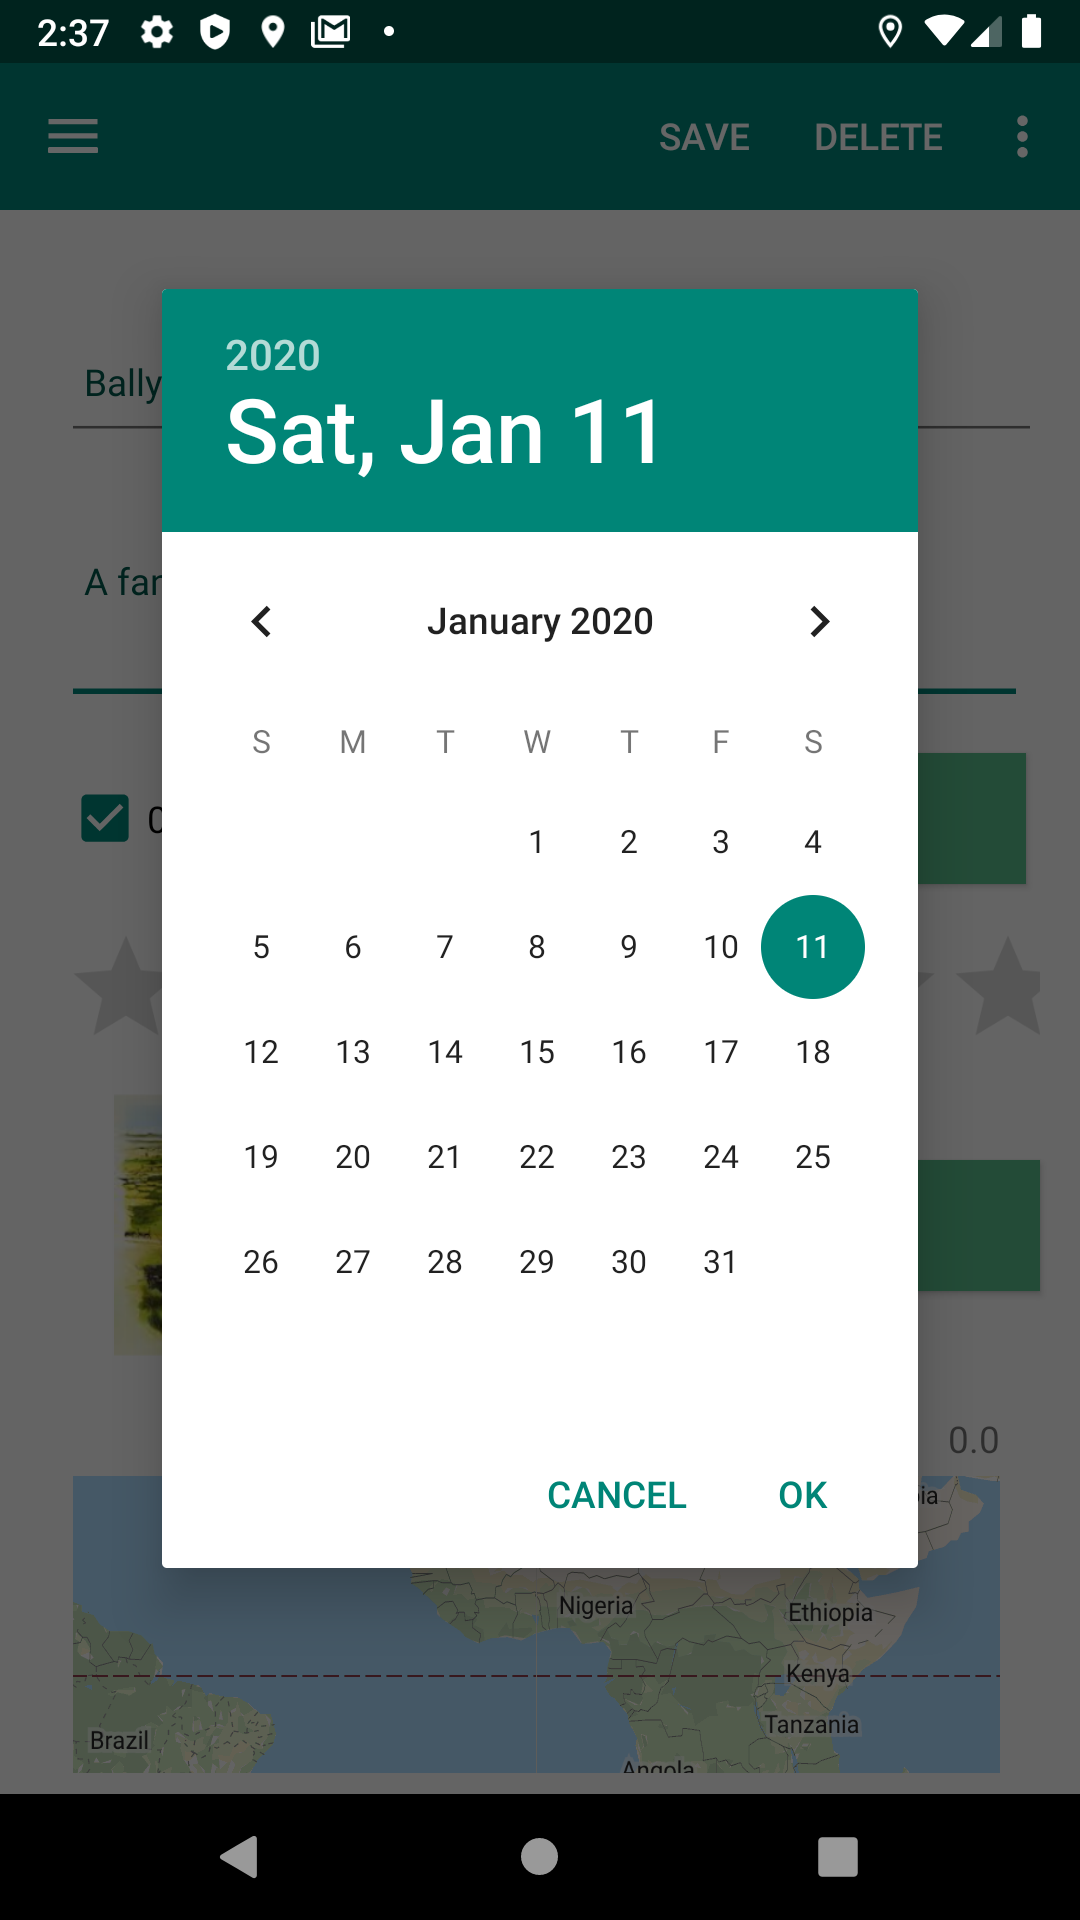 2:37
SAVE DELETE
Bally
2020
Sat, Jan 11
A far
January 2020
S M T W T F S
1 2 3 4
5 6 7 8 9 10 11
12 13 14 15 16 17 18
19 20 21 22 23 24 25
26 27 28 29 30 31
0.0
CANCEL OK
ia
Nigeria
Ethiopia
Kenya
Tanzania
Brazil
Angola